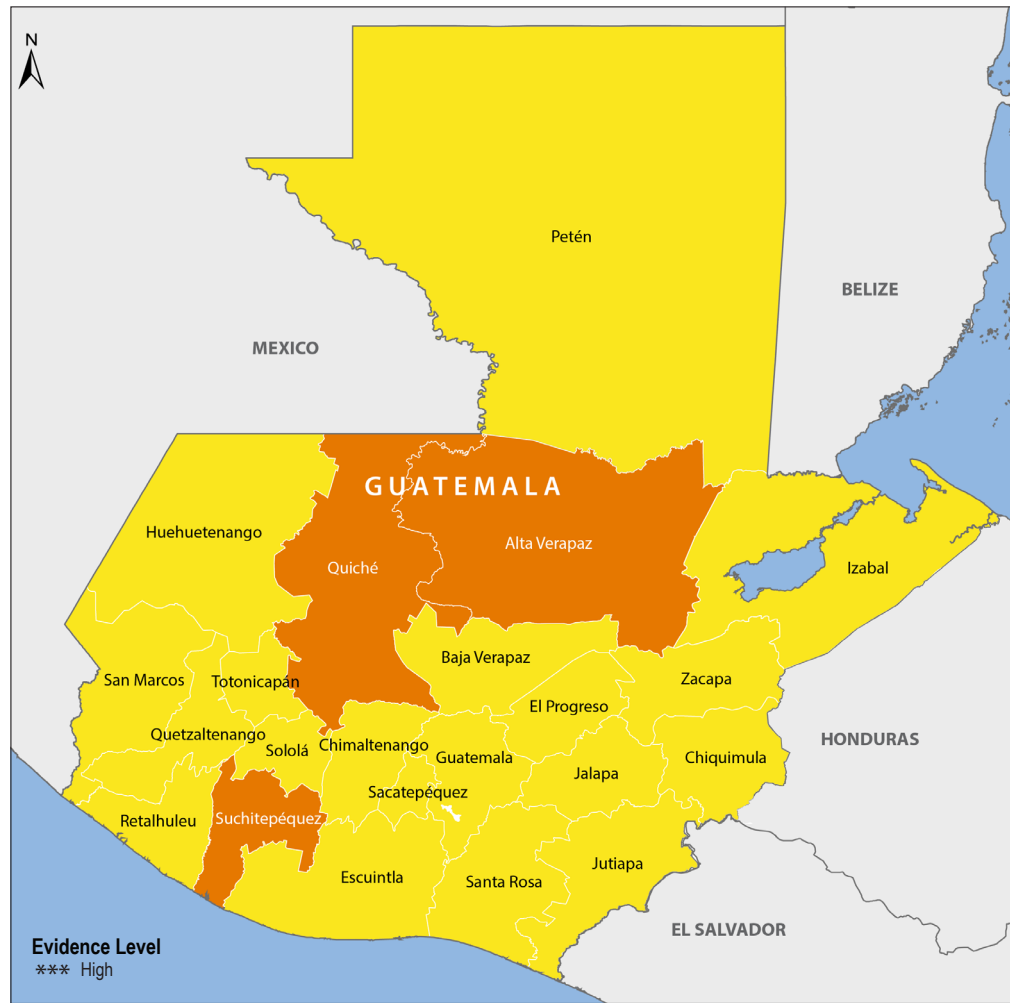 N
Petén
BELIZE
MEXICO
GUATEMALA
Huehuetenango
Alta Verapaz
Quiché
Izabal
Baja Verapaz
San Marcos
Totonicapán
Zacapa
El Progreso
Quetzaltenango
Sololá
Chimaltenango
Guatemala
Chiquimula
HONDURAS
Jalapa
Sacatepéquez
Retalhuleu
Suchitepéquez
Jutiapa
Escuintla
Santa Rosa
EL SALVADOR
Evidence Level
*** High